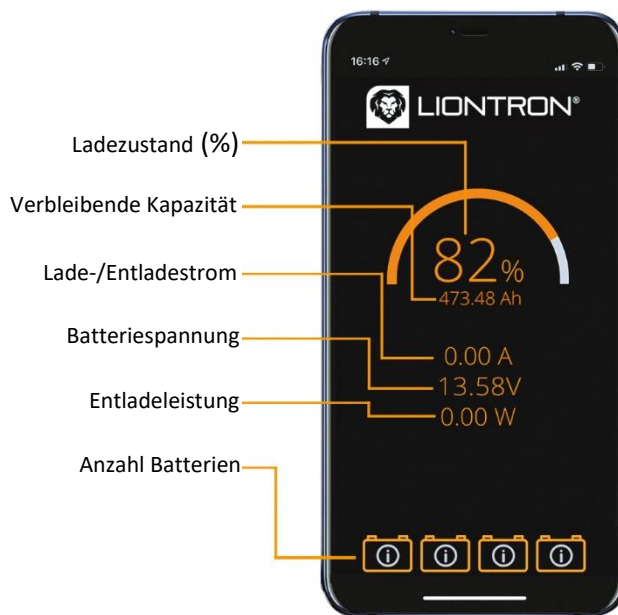 16:16
LIONTRON®
Ladezustand (%)
Verbleibende Kapazität
82%
Lade-/Entladestrom
473.48 Ah
Batteriespannung
0.00 A
13.58V
Entladeleistung
0.00 W
Anzahl Batterien
i i i i